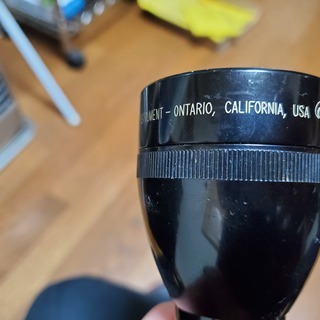 - ONTARIO, CALIFORNIA, USA